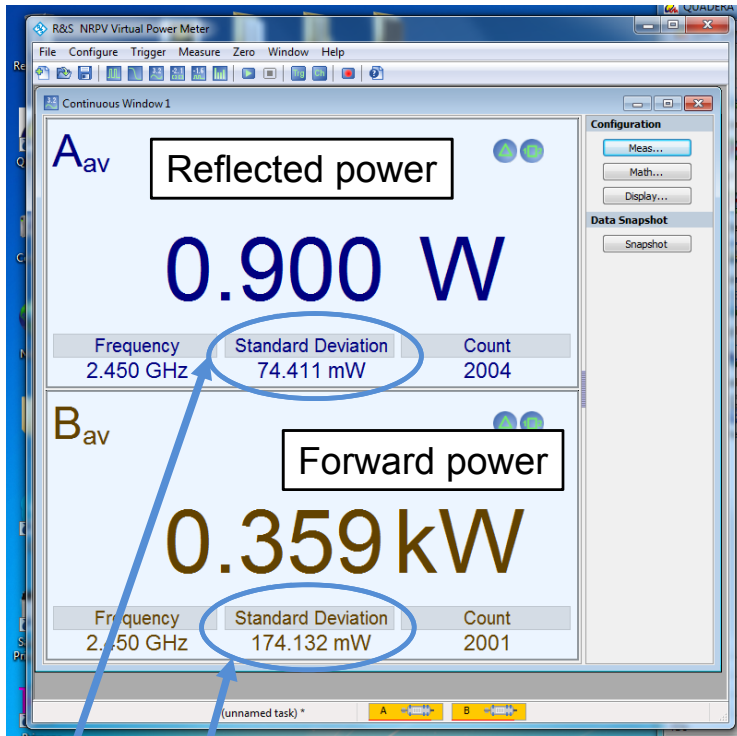 QUADERA
R&S NRPV Virtual Power Meter
File Configure Trigger Measure Zero Window Help
Trg Ch
Continuous Window 1
Configuration
Meas...
Math...
Display...
Data Snapshot
Snapshot
Aav
Reflected power
0.900 W
Frequency Standard Deviation Count
2.450 GHz 74.411 mW 2004
Bav
Forward power
0.359 kW
Frequency Standard Deviation Count
2.450 GHz 174.132 mW 2001
(unnamed task) * A B